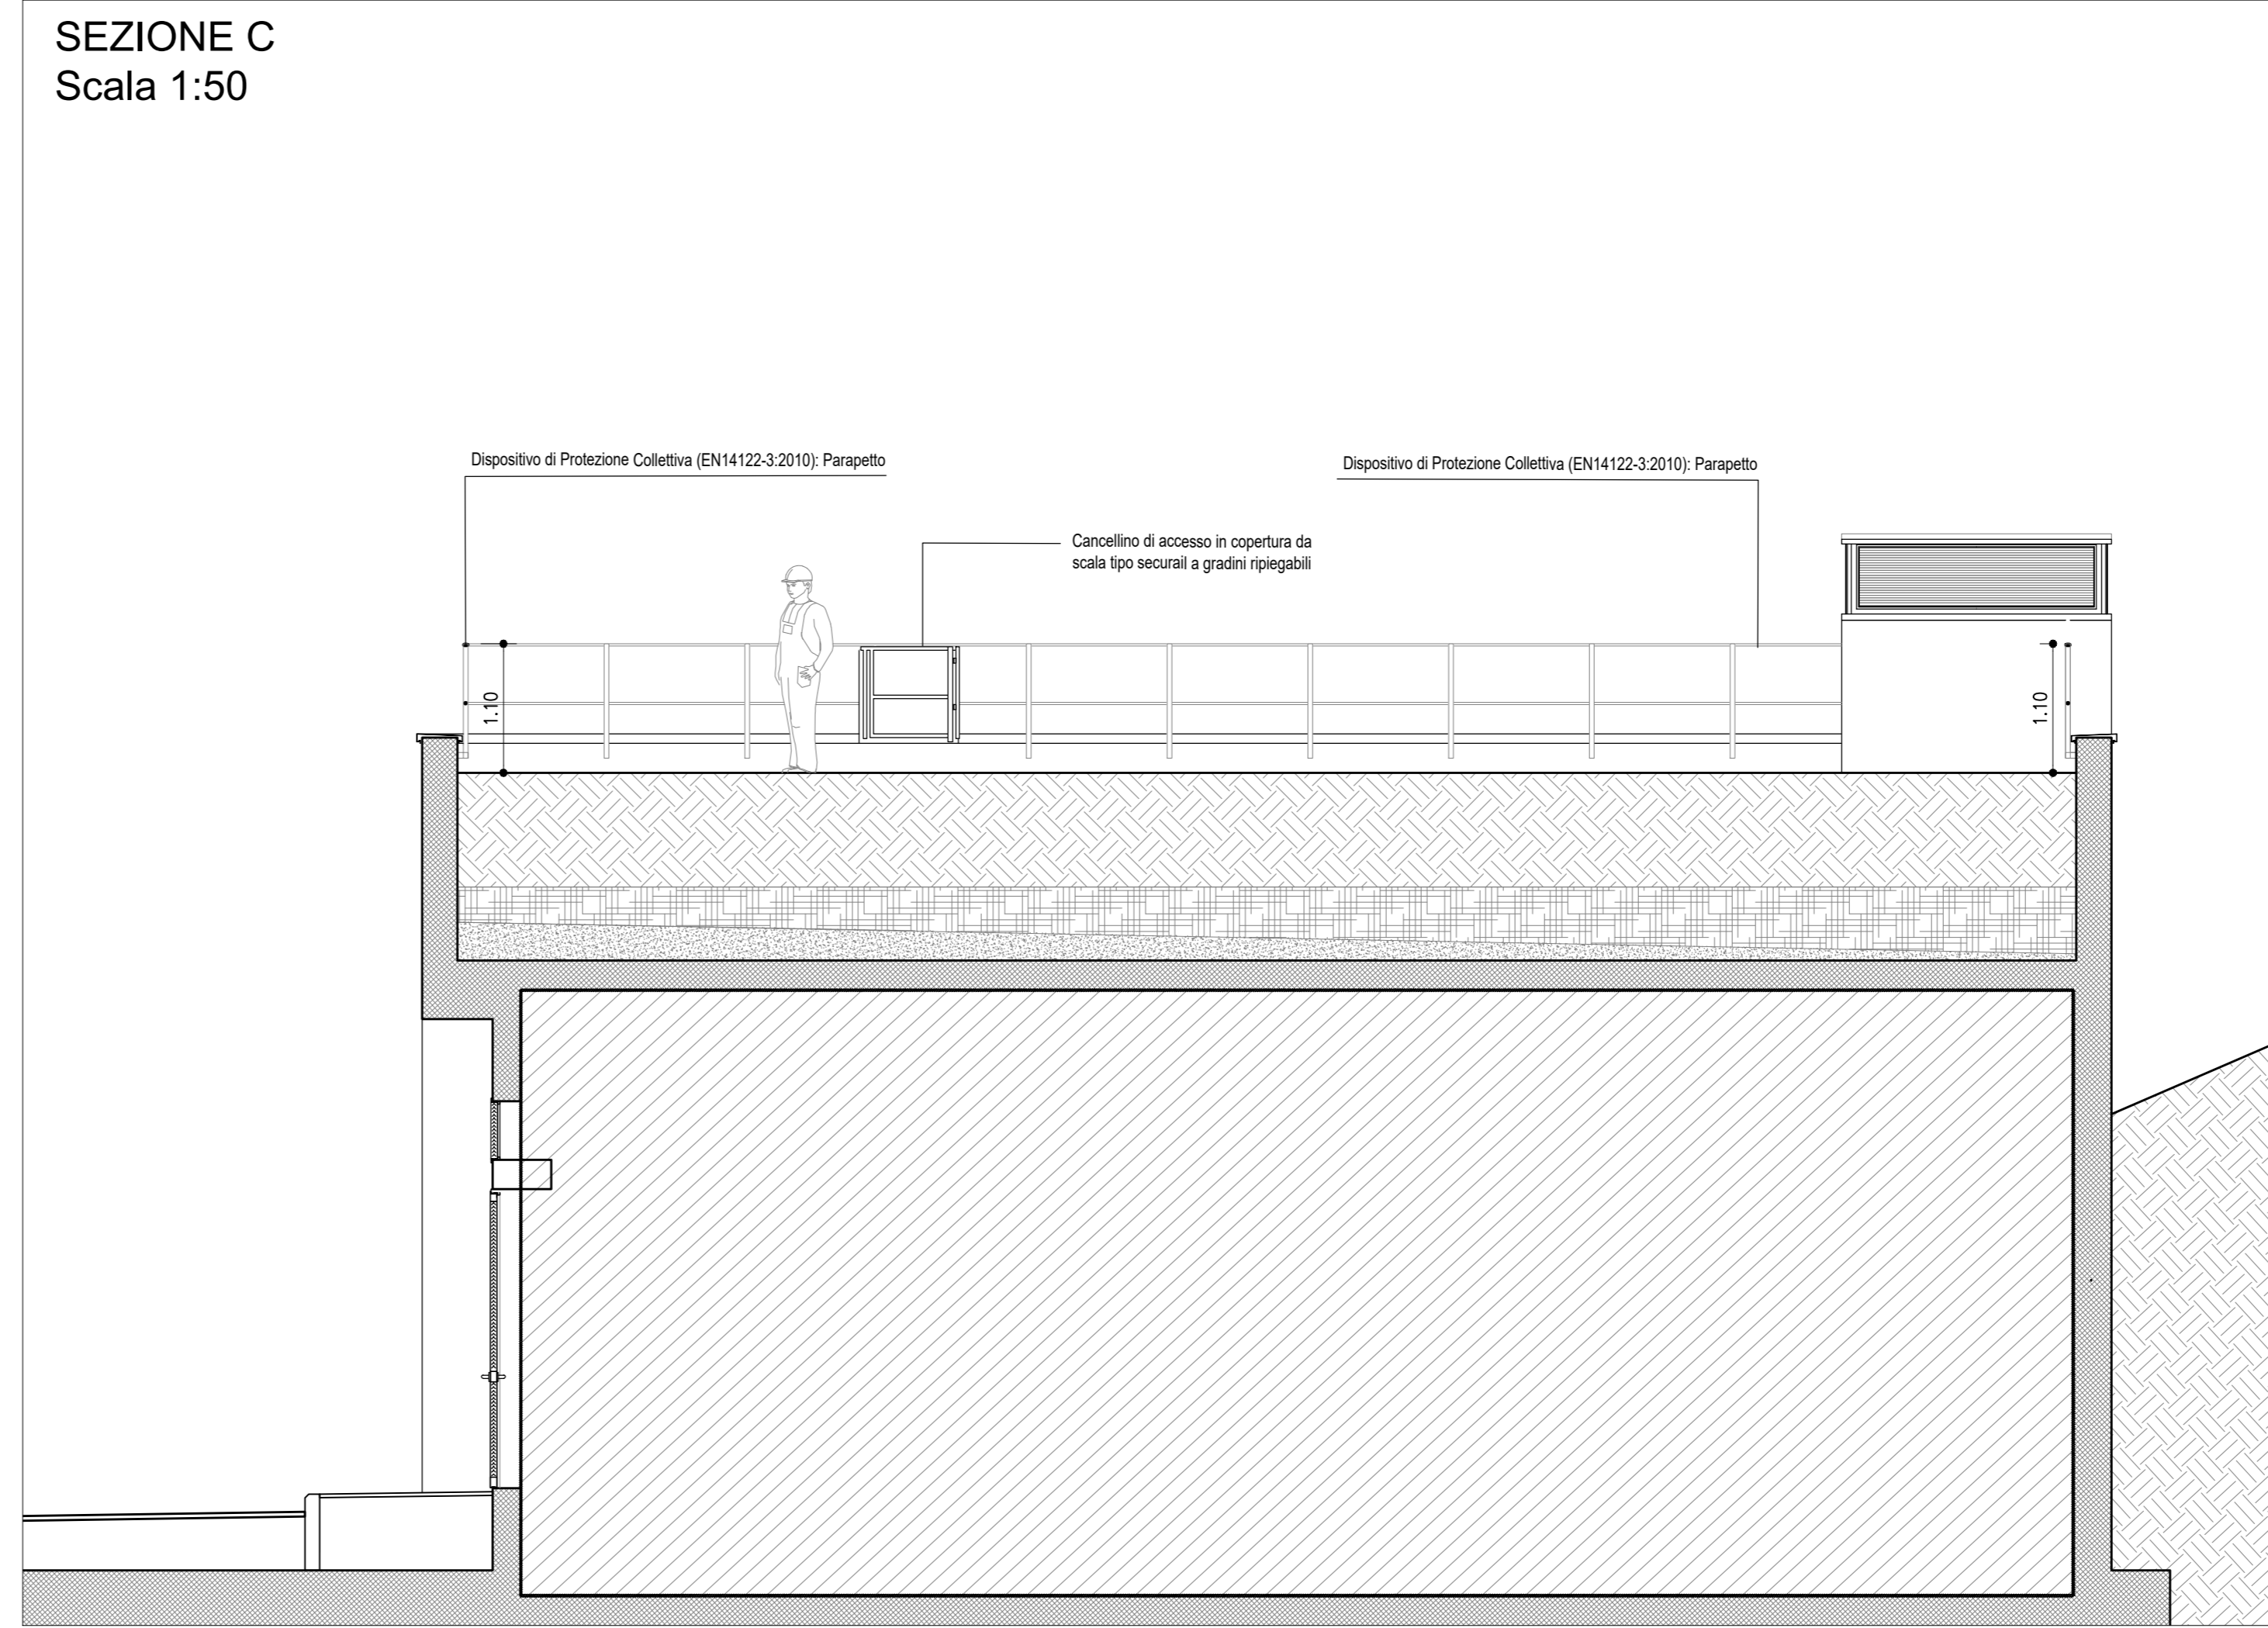 SEZIONE C
Scala 1:50
Dispositivo di Protezione Collettiva (EN14122-3:2010): Parapetto
Dispositivo di Protezione Collettiva (EN14122-3:2010): Parapetto
Cancellino di accesso in copertura da
scala tipo securail a gradini ripiegabili
1.10
1.10